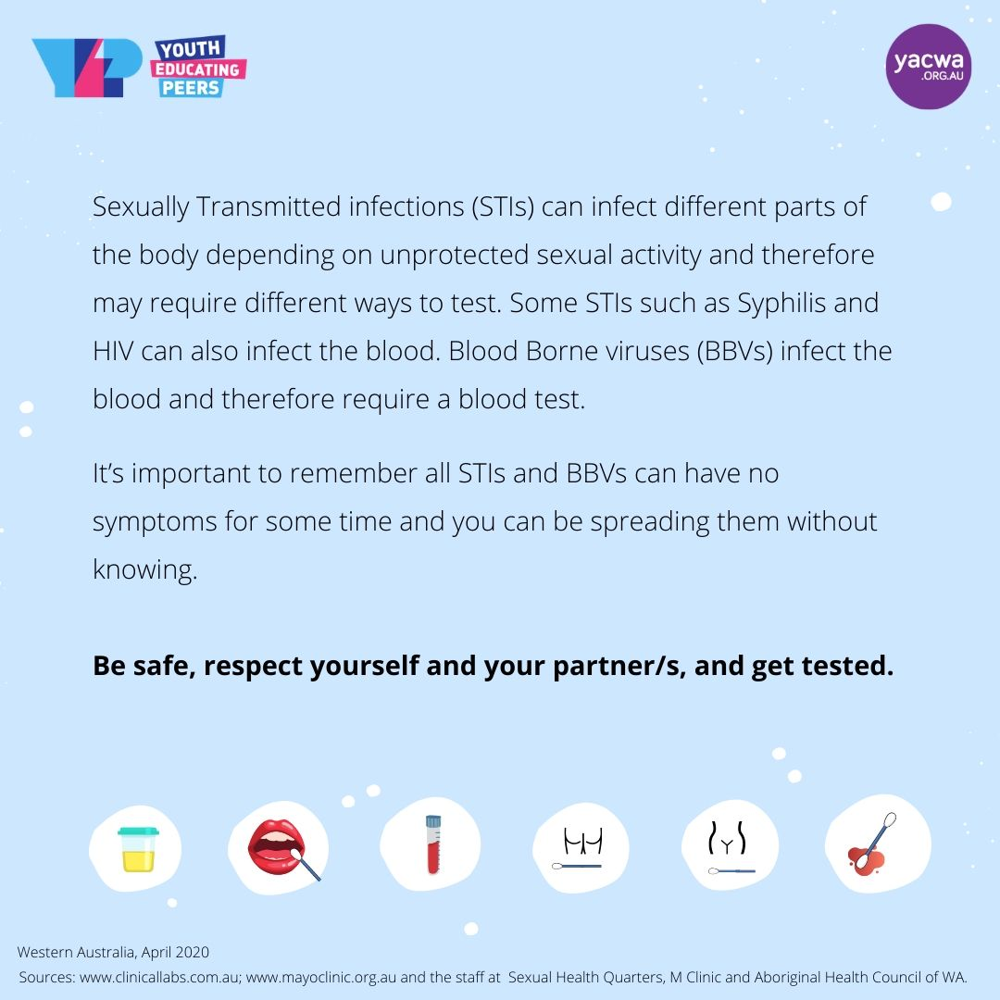 YEP
YOUTH
EDUCATING
PEERS
yacwa
.ORG.AU
Sexually Transmitted infections (STIs) can infect different parts of
the body depending on unprotected sexual activity and therefore
may require different ways to test. Some STIs such as Syphilis and
HIV can also infect the blood. Blood Borne viruses (BBVs) infect the
blood and therefore require a blood test.
It’s important to remember all STIs and BBVs can have no
symptoms for some time and you can be spreading them without
knowing.
Be safe, respect yourself and your partner/s, and get tested.
Western Australia, April 2020
Sources: www.clinicallabs.com.au; www.mayoclinic.org.au and the staff at Sexual Health Quarters, M Clinic and Aboriginal Health Council of WA.